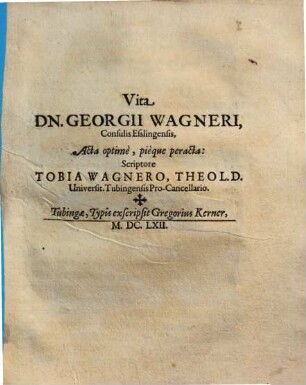 Vita
DN. GEORGII WAGNERI,
Consulis Esslingensis,
Acta optimè, pièque peracta:
Scriptore
TOBIA WAGNERO, THEOL.D.
Universit. Tubingensis Pro-Cancellario.
Tubingæ, Typis exscripsit Gregorius Kerner,
M. DC. LXII.